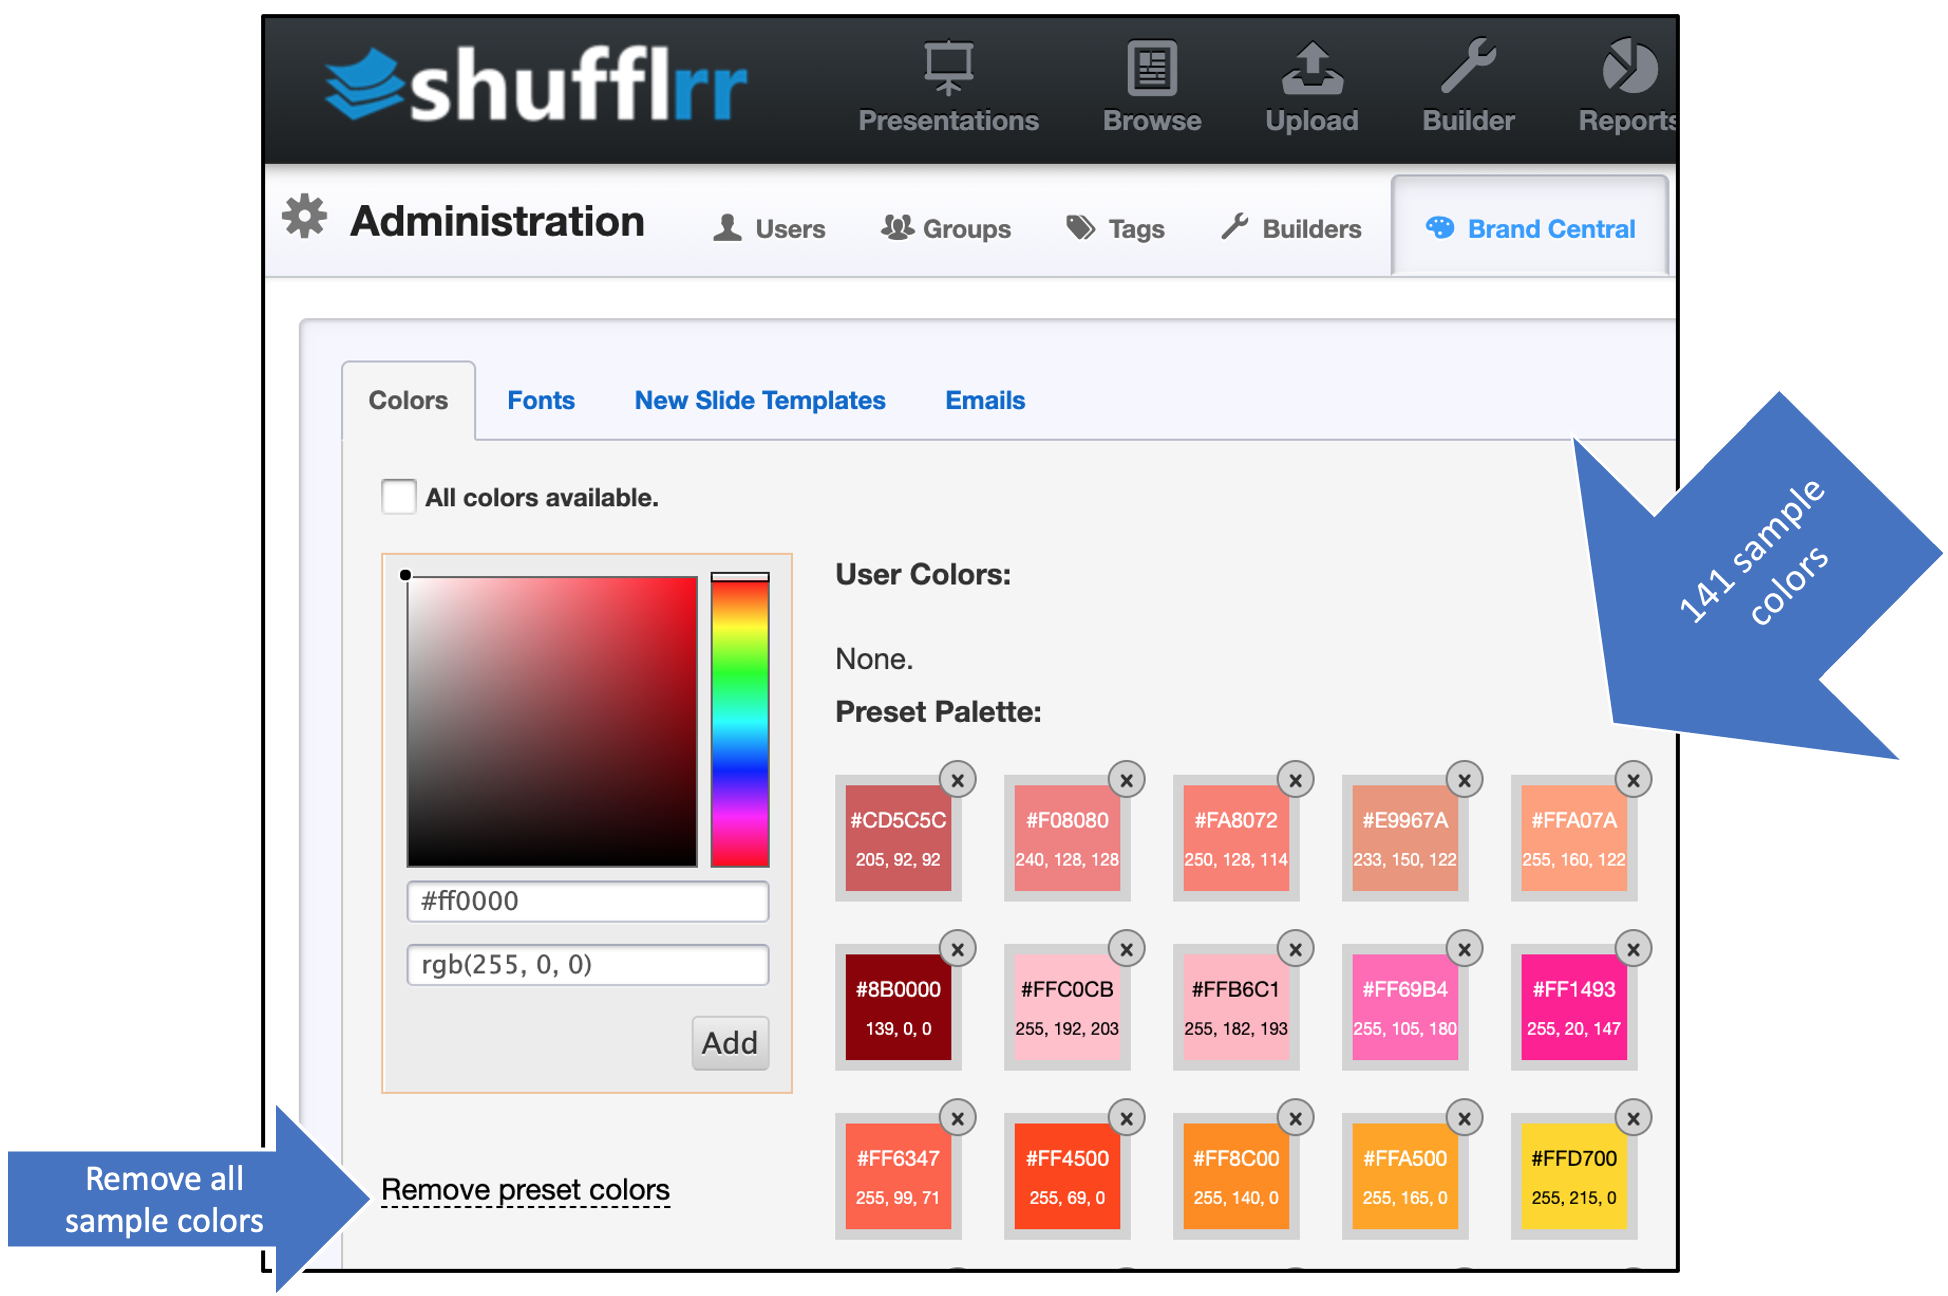 shufflrr
Presentations
Browse
Upload
Builder
Reports
Administration
Users
Groups
Tags
Builders
Brand Central
Colors
Fonts
New Slide Templates
Emails
All colors available.
141 sample
colors
User Colors:
None.
Preset Palette:
#CD5C5C
205, 92, 92
#F08080
240, 128, 128
#FA8072
250, 128, 114
#E9967A
233, 150, 122
#FFA07A
255, 160, 122
#ff0000
rgb(255, 0, 0)
Add
#8B0000
139, 0, 0
#FFC0CB
255, 192, 203
#FFB6C1
255, 182, 193
#FF69B4
255, 105, 180
#FF1493
255, 20, 147
#FF6347
255, 99, 71
#FF4500
255, 69, 0
#FF8C00
255, 140, 0
#FFA500
255, 165, 0
#FFD700
255, 215, 0
Remove all
sample colors
Remove preset colors